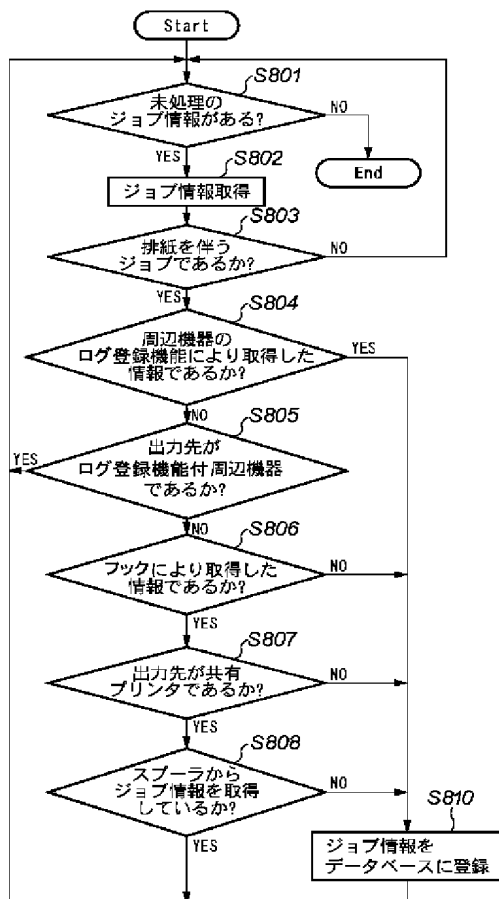 Start
S801
未処理の
ジョブ情報がある?
NO
YES
End
S802
ジョブ情報取得
S803
排紙を伴う
ジョブであるか?
NO
YES
S804
周辺機器の
ログ登録機能により取得した
情報であるか?
YES
NO
S805
出力先が
ログ登録機能付周辺機器
であるか?
YES
NO
S806
フックにより取得した
情報であるか?
NO
YES
S807
出力先が共有
プリンタであるか?
NO
YES
S808
スプーラから
ジョブ情報を取得
しているか?
NO
YES
S810
ジョブ情報を
データベースに登録